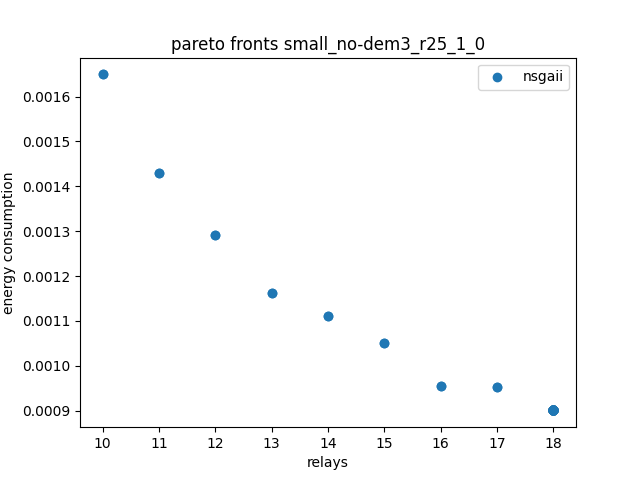 pareto fronts small_no-dem3_r25_1_0
nsgaii
0.0016
0.0015
0.0014
0.0013
0.0012
0.0011
0.0010
0.0009
energy consumption
10 11 12 13 14 15 16 17 18
relays